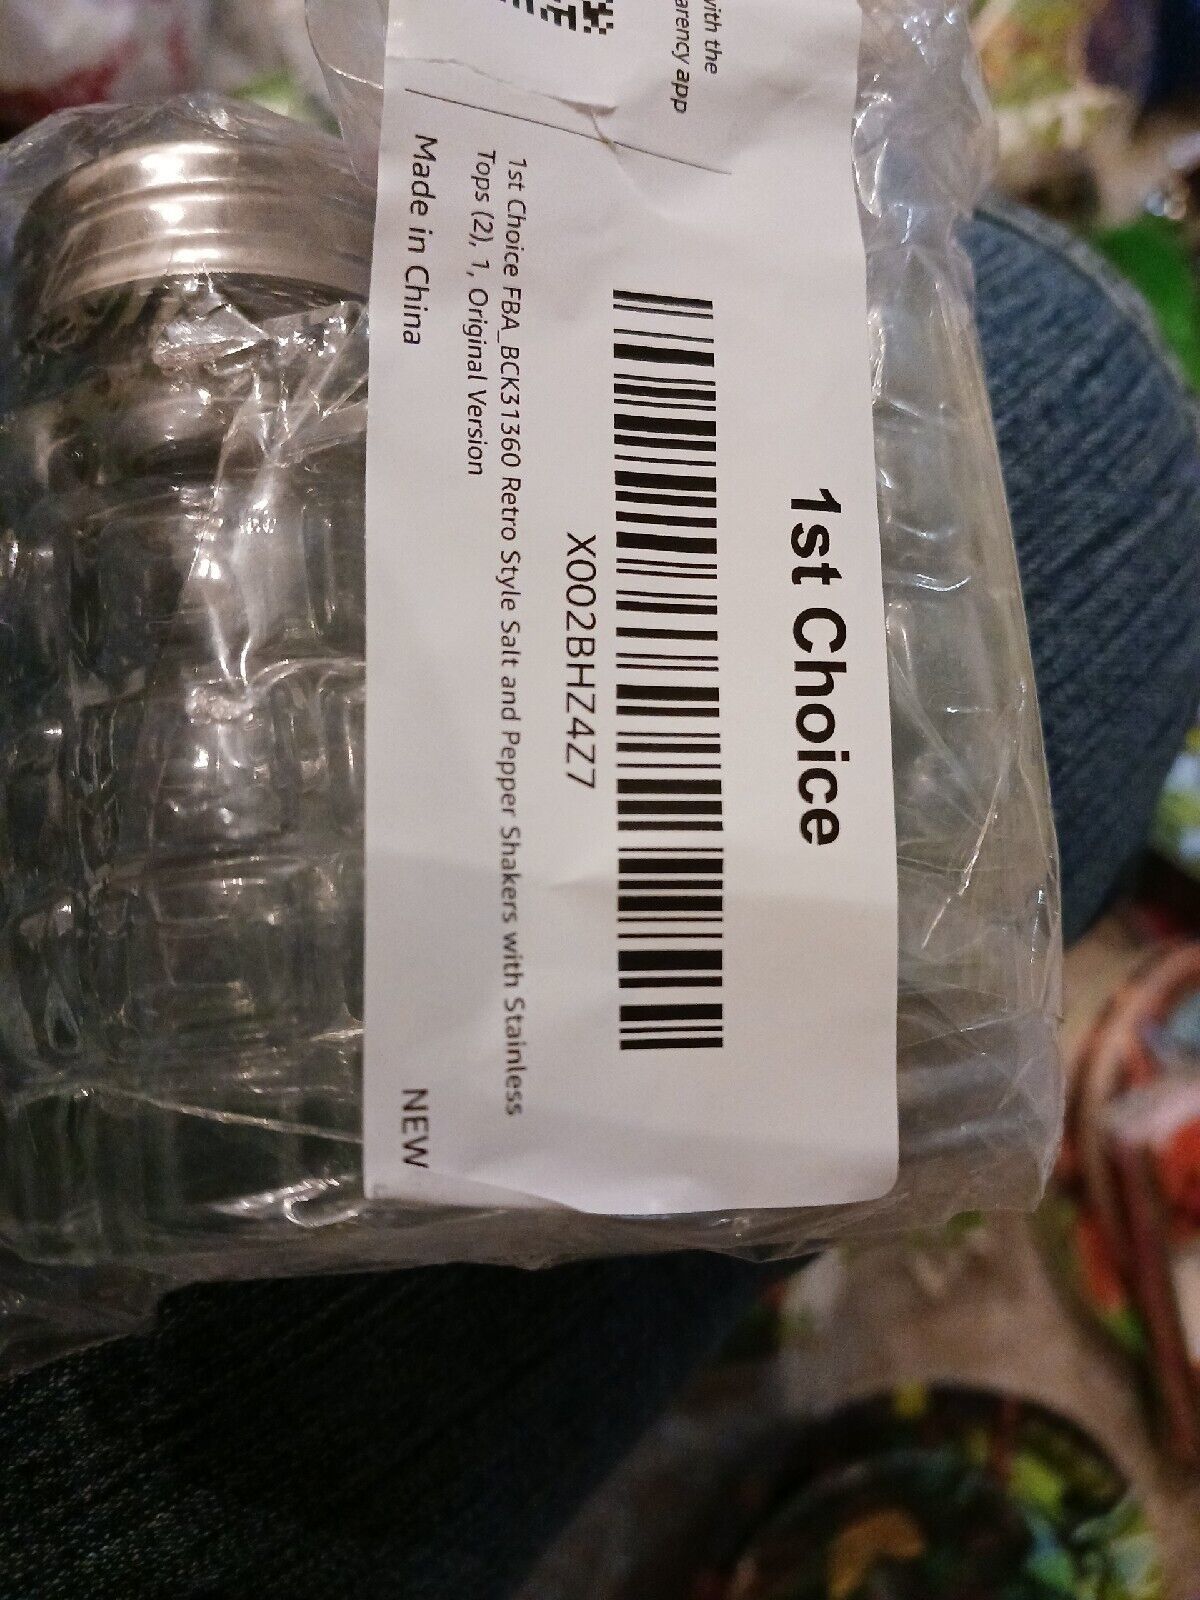 with the
arency app
1st Choice
X002BHZ4Z7
1st Choice FBA_BCK31360 Retro Style Salt and Pepper Shakers with Stainless
Tops (2), 1, Original Version
Made in China
NEW